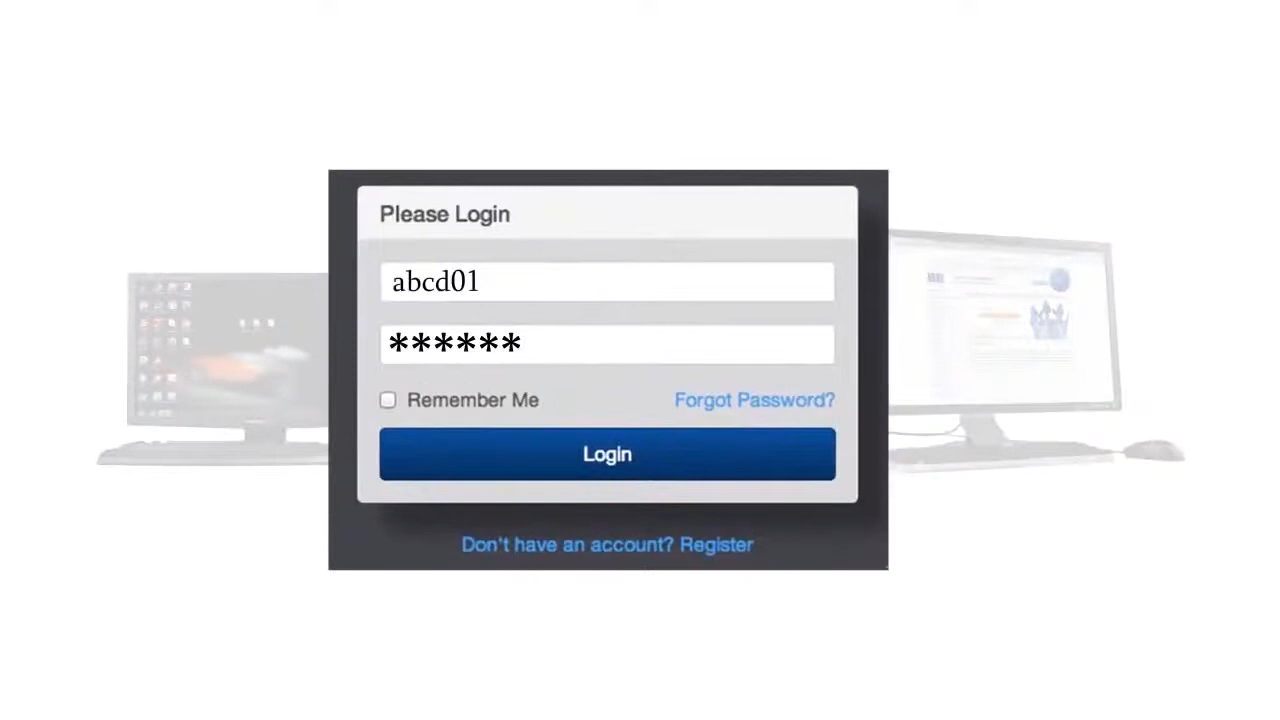 Please Login
abcd01
******
Remember Me
Forgot Password?
Login
Don't have an account? Register